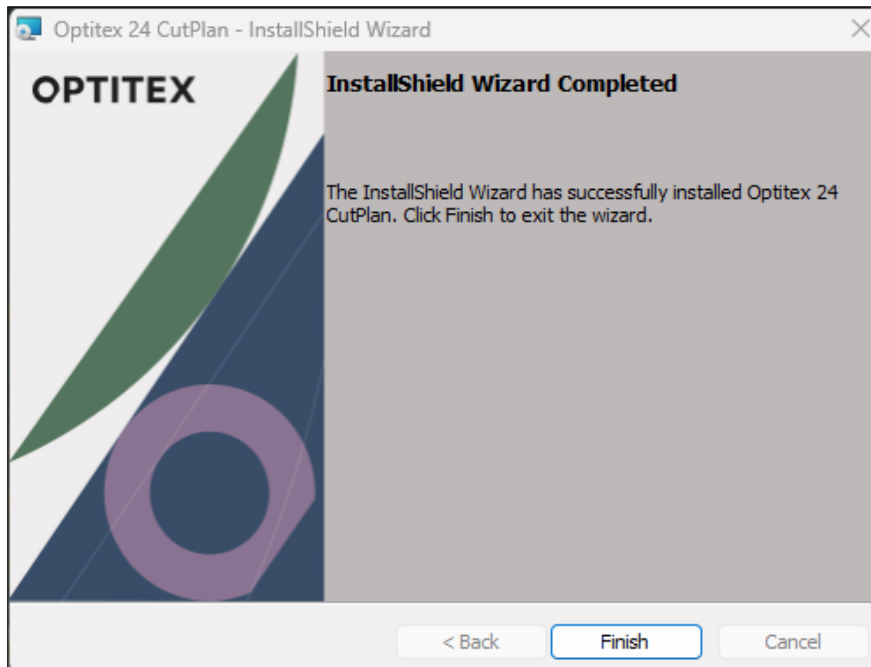 Optitex 24 CutPlan - InstallShield Wizard
OPTITEX
InstallShield Wizard Completed
The InstallShield Wizard has successfully installed Optitex 24
CutPlan. Click Finish to exit the wizard.
< Back
Finish
Cancel